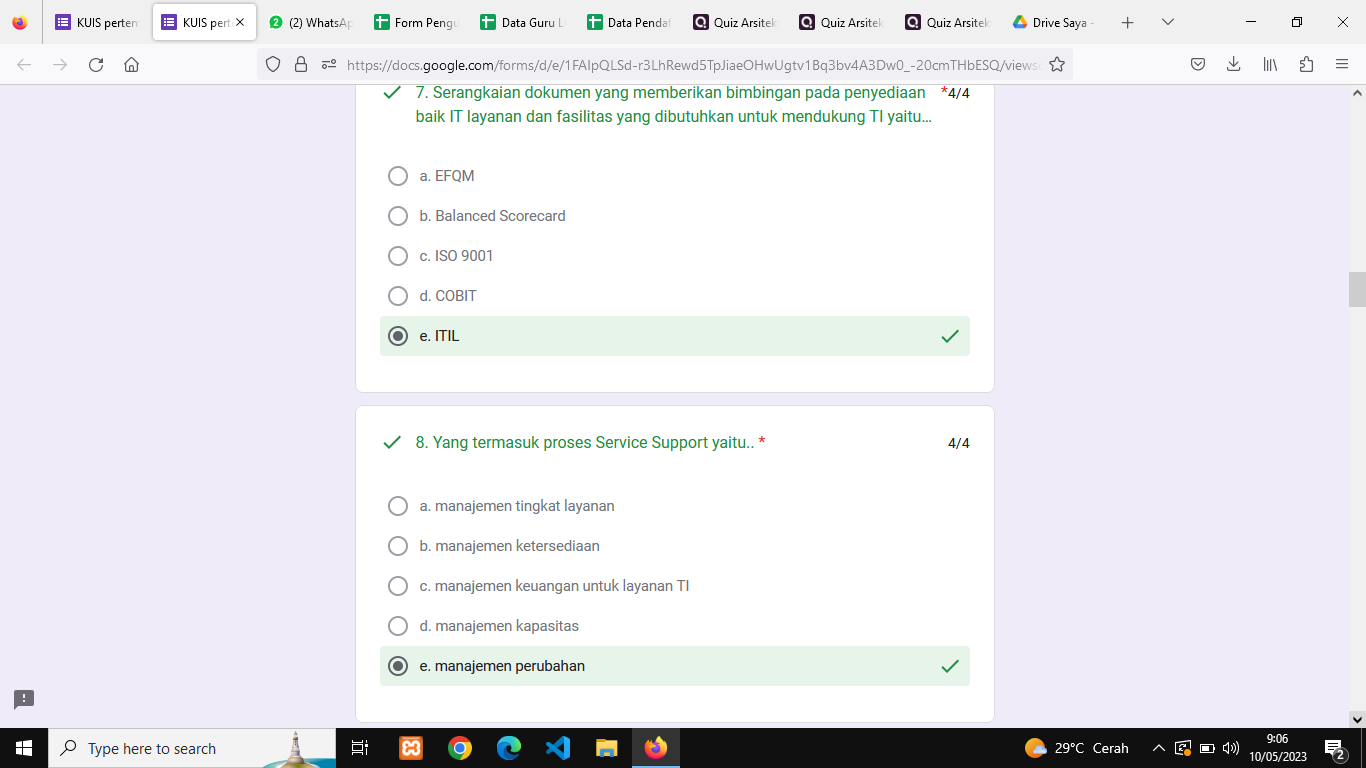 KUIS pertem
KUIS pert
(2) WhatsAp
Form Pengu
Data Guru L
Data Pendaf
Quiz Arsitek
Quiz Arsitek
Quiz Arsitek
Drive Saya -
https://docs.google.com/forms/d/e/1FAIpQLSd-r3LhRewd5TpJiaeOHwUgtv1Bq3bv4A3Dw0_-20cmTHbESQ/views
7. Serangkaian dokumen yang memberikan bimbingan pada penyediaan *4/4
baik IT layanan dan fasilitas yang dibutuhkan untuk mendukung TI yaitu...
a. EFQM
b. Balanced Scorecard
c. ISO 9001
d. COBIT
e. ITIL
8. Yang termasuk proses Service Support yaitu.. * 4/4
a. manajemen tingkat layanan
b. manajemen ketersediaan
c. manajemen keuangan untuk layanan TI
d. manajemen kapasitas
e. manajemen perubahan
Type here to search
29°C Cerah
9:06
10/05/2023
2